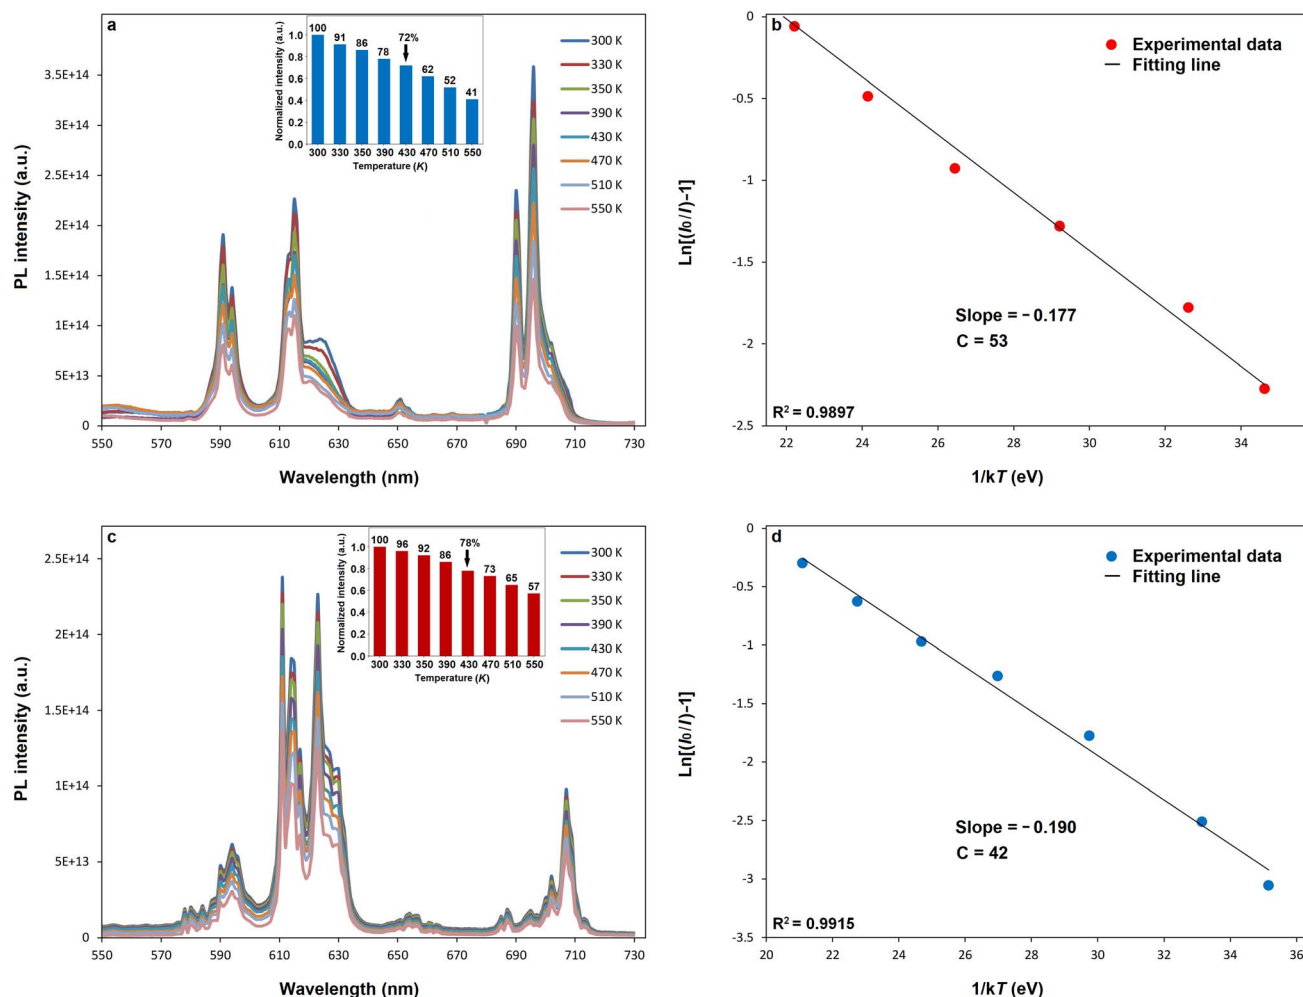 a
PL intensity (a.u.)
3.5E+14
3E+14
2.5E+14
2E+14
1.5E+14
1E+14
5E+13
0
550 570 590 610 630 650 670 690 710 730
Wavelength (nm)
Normalized intensity (a.u.)
1.0
0.8
0.6
0.4
0.2
0.0
100 91 86 78 72% 62 52 41
300 330 350 390 430 470 510 550
Temperature (K)
300 K
330 K
350 K
390 K
430 K
470 K
510 K
550 K
b
Ln[(I0/I)−1]
0
-0.5
-1
-1.5
-2
-2.5
22 24 26 28 30 32 34
1/kT (eV)
Experimental data
Fitting line
Slope = −0.177
C = 53
R² = 0.9897
c
PL intensity (a.u.)
2.5E+14
2E+14
1.5E+14
1E+14
5E+13
0
550 570 590 610 630 650 670 690 710 730
Wavelength (nm)
Normalized intensity (a.u.)
1.0
0.8
0.6
0.4
0.2
0.0
100 96 92 86 78% 73 65 57
300 330 350 390 430 470 510 550
Temperature (K)
300 K
330 K
350 K
390 K
430 K
470 K
510 K
550 K
d
Ln[(I0/I)−1]
0
-0.5
-1
-1.5
-2
-2.5
-3
-3.5
20 22 24 26 28 30 32 34 36
1/kT (eV)
Experimental data
Fitting line
Slope = −0.190
C = 42
R² = 0.9915